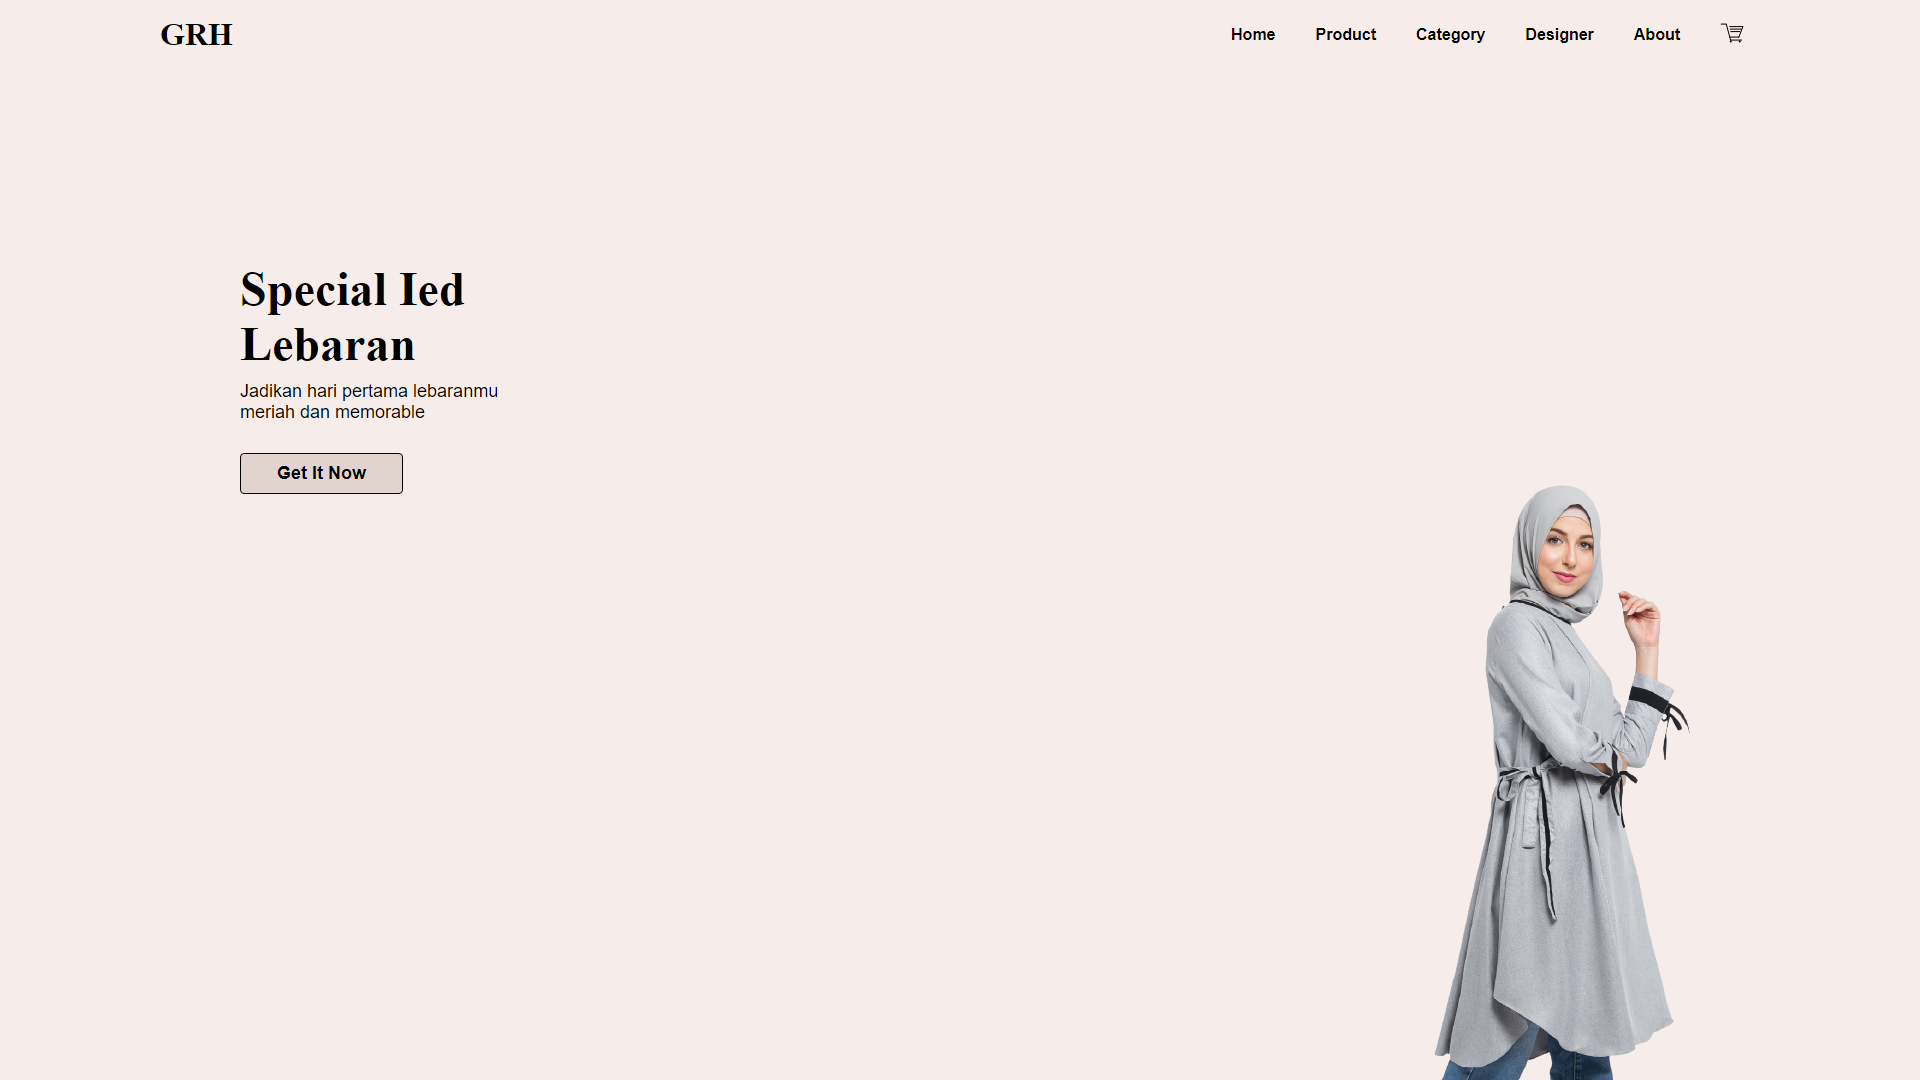 GRH
Home Product Category Designer About
Special Ied
Lebaran
Jadikan hari pertama lebaranmu
meriah dan memorable
Get It Now